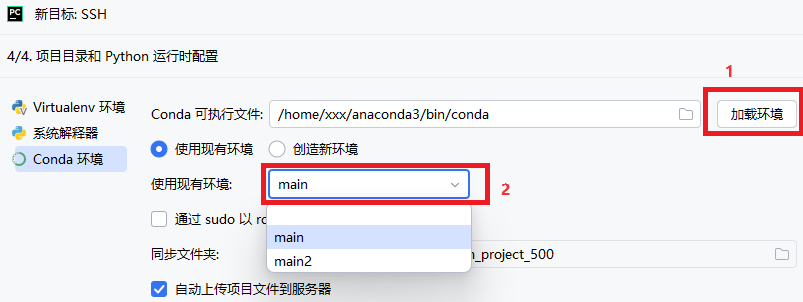 PC 新目标: SSH
4/4. 项目目录和 Python 运行时配置
1
Virtualenv 环境
系统解释器
Conda 环境
Conda 可执行文件: /home/xxx/anaconda3/bin/conda 加载环境
使用现有环境 创造新环境
使用现有环境: main 2
通过 sudo 以
main
main2
同步文件夹: _project_500
自动上传项目文件到服务器